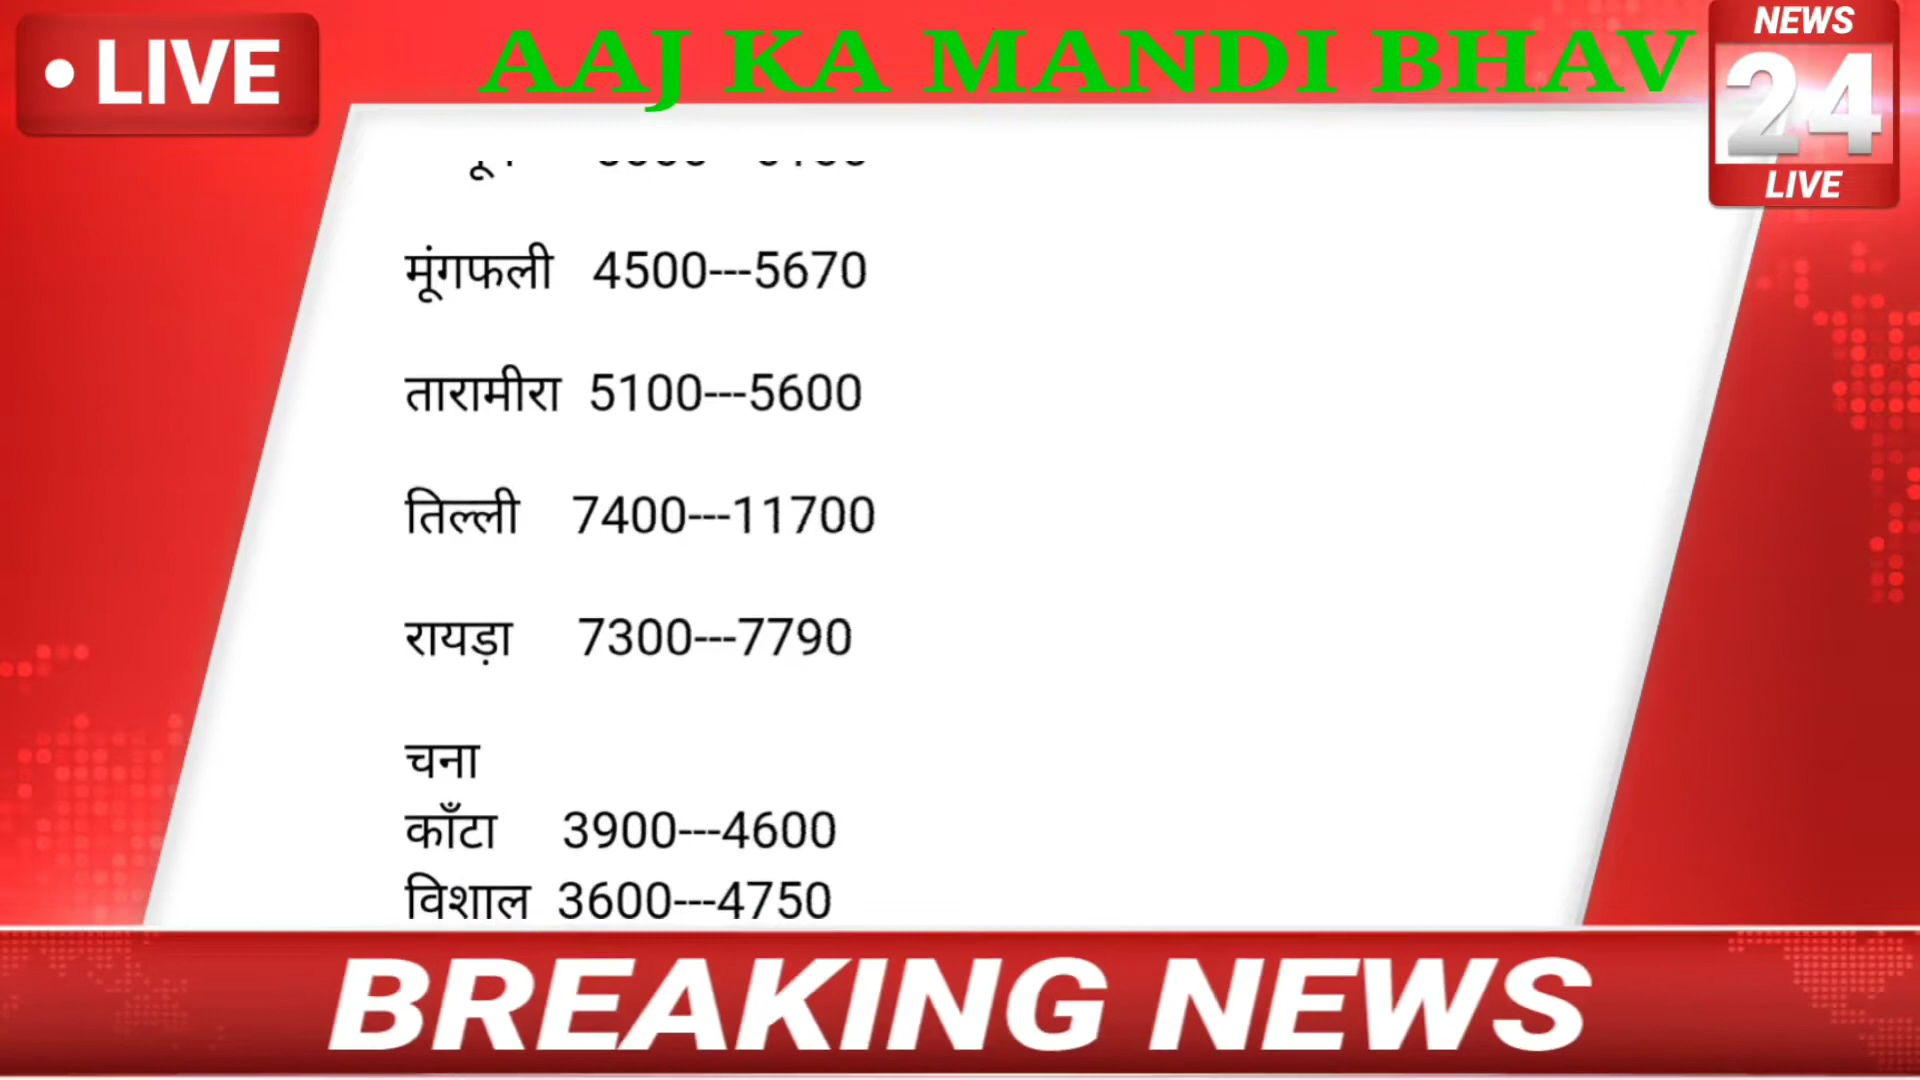 • LIVE
AAJ KA MANDI BHAV
NEWS
24
LIVE
मूंगफली 4500---5670
तारामीरा 5100---5600
तिल्ली 7400---11700
रायड़ा 7300---7790
चना
काँटा 3900---4600
विशाल 3600---4750
BREAKING NEWS